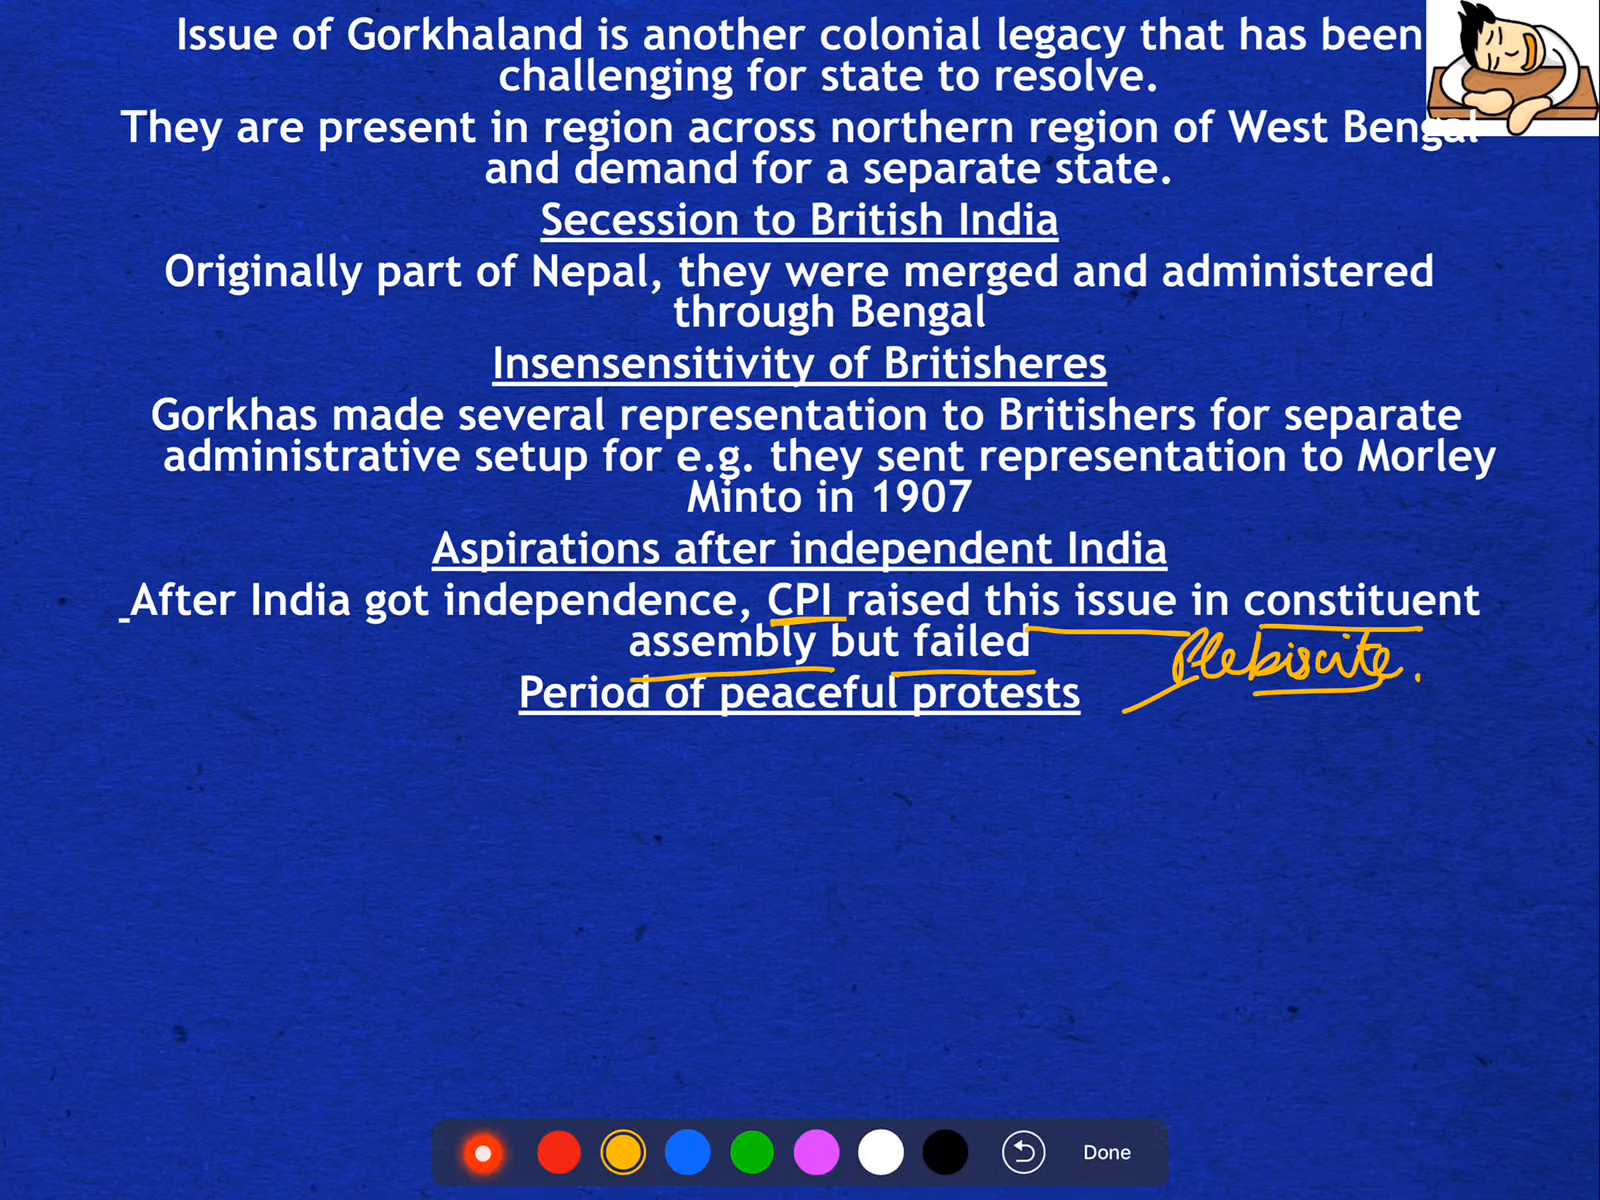 Issue of Gorkhaland is another colonial legacy that has been
challenging for state to resolve.
They are present in region across northern region of West Bengal
and demand for a separate state.
Secession to British India
Originally part of Nepal, they were merged and administered
through Bengal
Insensensitivity of Britisheres
Gorkhas made several representation to Britishers for separate
administrative setup for e.g. they sent representation to Morley
Minto in 1907
Aspirations after independent India
After India got independence, CPI raised this issue in constituent
assembly but failed
Plebiscite.
Period of peaceful protests
Done